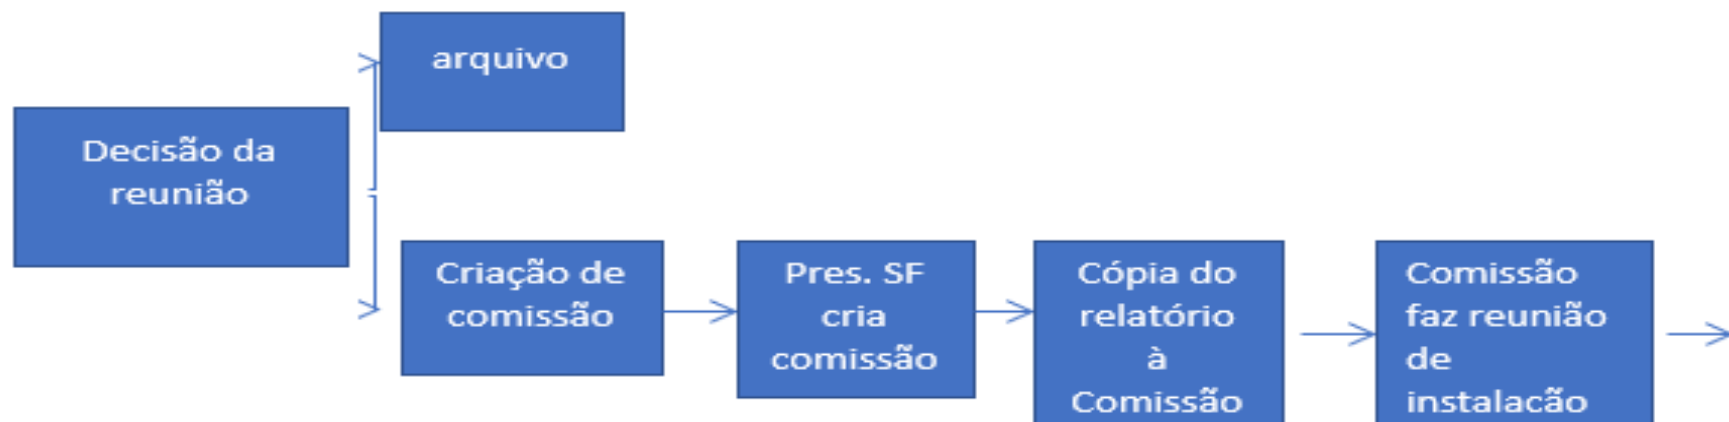 arquivo
Decisão da
reunião
Criação de
comissão
Pres. SF
cria
comissão
Cópia do
relatório
à
Comissão
Comissão
faz reunião
de
instalação